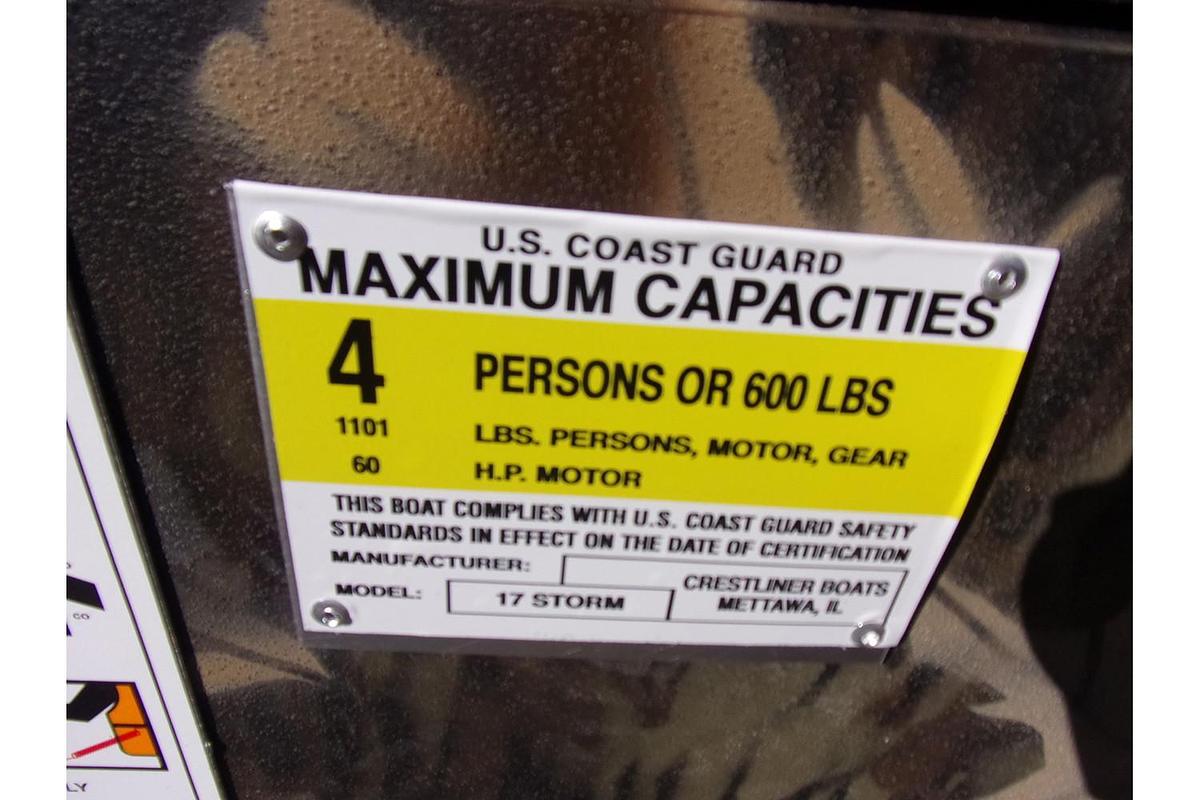 U.S. COAST GUARD
MAXIMUM CAPACITIES
4 PERSONS OR 600 LBS
1101 LBS. PERSONS, MOTOR, GEAR
60 H.P. MOTOR
THIS BOAT COMPLIES WITH U.S. COAST GUARD SAFETY
STANDARDS IN EFFECT ON THE DATE OF CERTIFICATION
MANUFACTURER: CRESTLINER BOATS
MODEL: 17 STORM METTAWA, IL
CO
LY